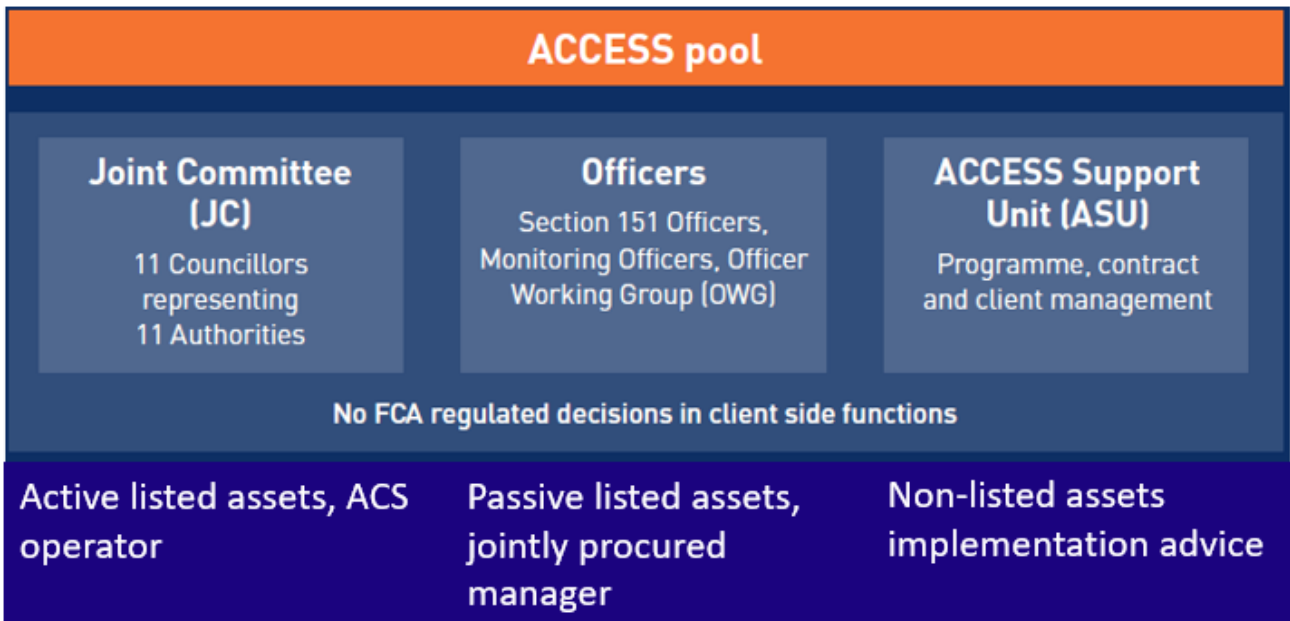 ACCESS pool
Joint Committee
(JC)
11 Councillors
representing
11 Authorities
Officers
Section 151 Officers,
Monitoring Officers, Officer
Working Group (OWG)
ACCESS Support
Unit (ASU)
Programme, contract
and client management
No FCA regulated decisions in client side functions
Active listed assets, ACS
operator
Passive listed assets,
jointly procured
manager
Non-listed assets
implementation advice